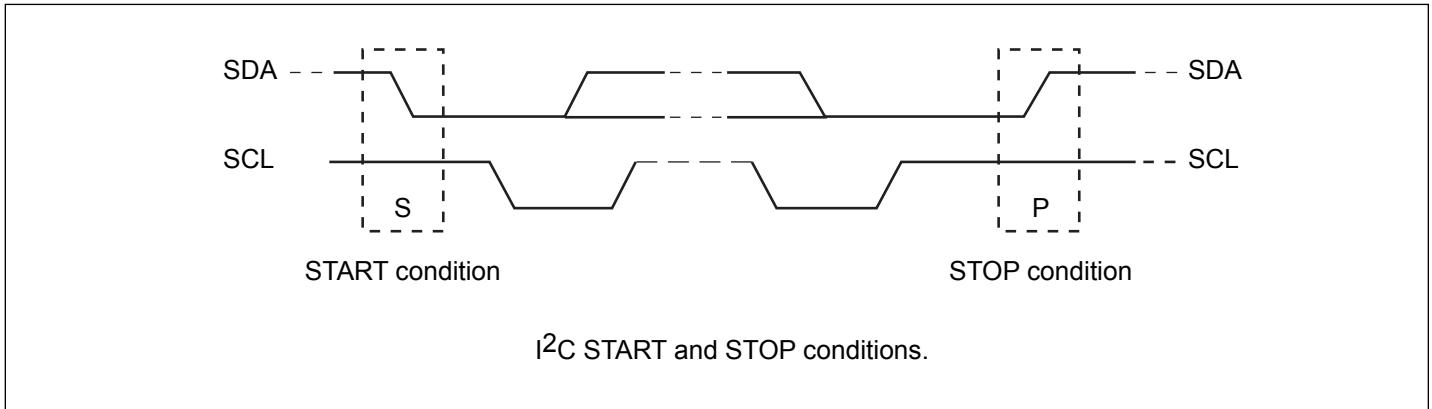 SDA SDA
SCL SCL
S P
START condition STOP condition
I²C START and STOP conditions.